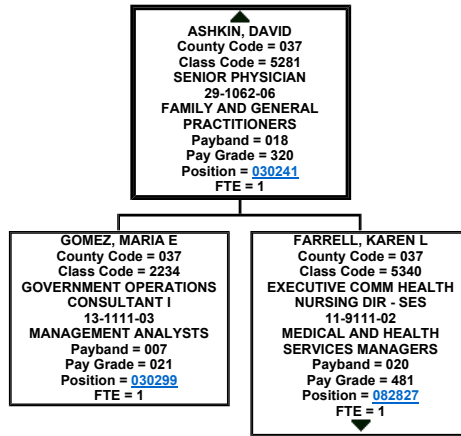 ASHKIN, DAVID
County Code = 037
Class Code = 5281
SENIOR PHYSICIAN
29-1062-06
FAMILY AND GENERAL
PRACTITIONERS
Payband = 018
Pay Grade = 320
Position = 030241
FTE = 1
GOMEZ, MARIA E
County Code = 037
Class Code = 2234
GOVERNMENT OPERATIONS
CONSULTANT I
13-1111-03
MANAGEMENT ANALYSTS
Payband = 007
Pay Grade = 021
Position = 030299
FTE = 1
FARRELL, KAREN L
County Code = 037
Class Code = 5340
EXECUTIVE COMM HEALTH
NURSING DIR - SES
11-9111-02
MEDICAL AND HEALTH
SERVICES MANAGERS
Payband = 020
Pay Grade = 481
Position = 082827
FTE = 1